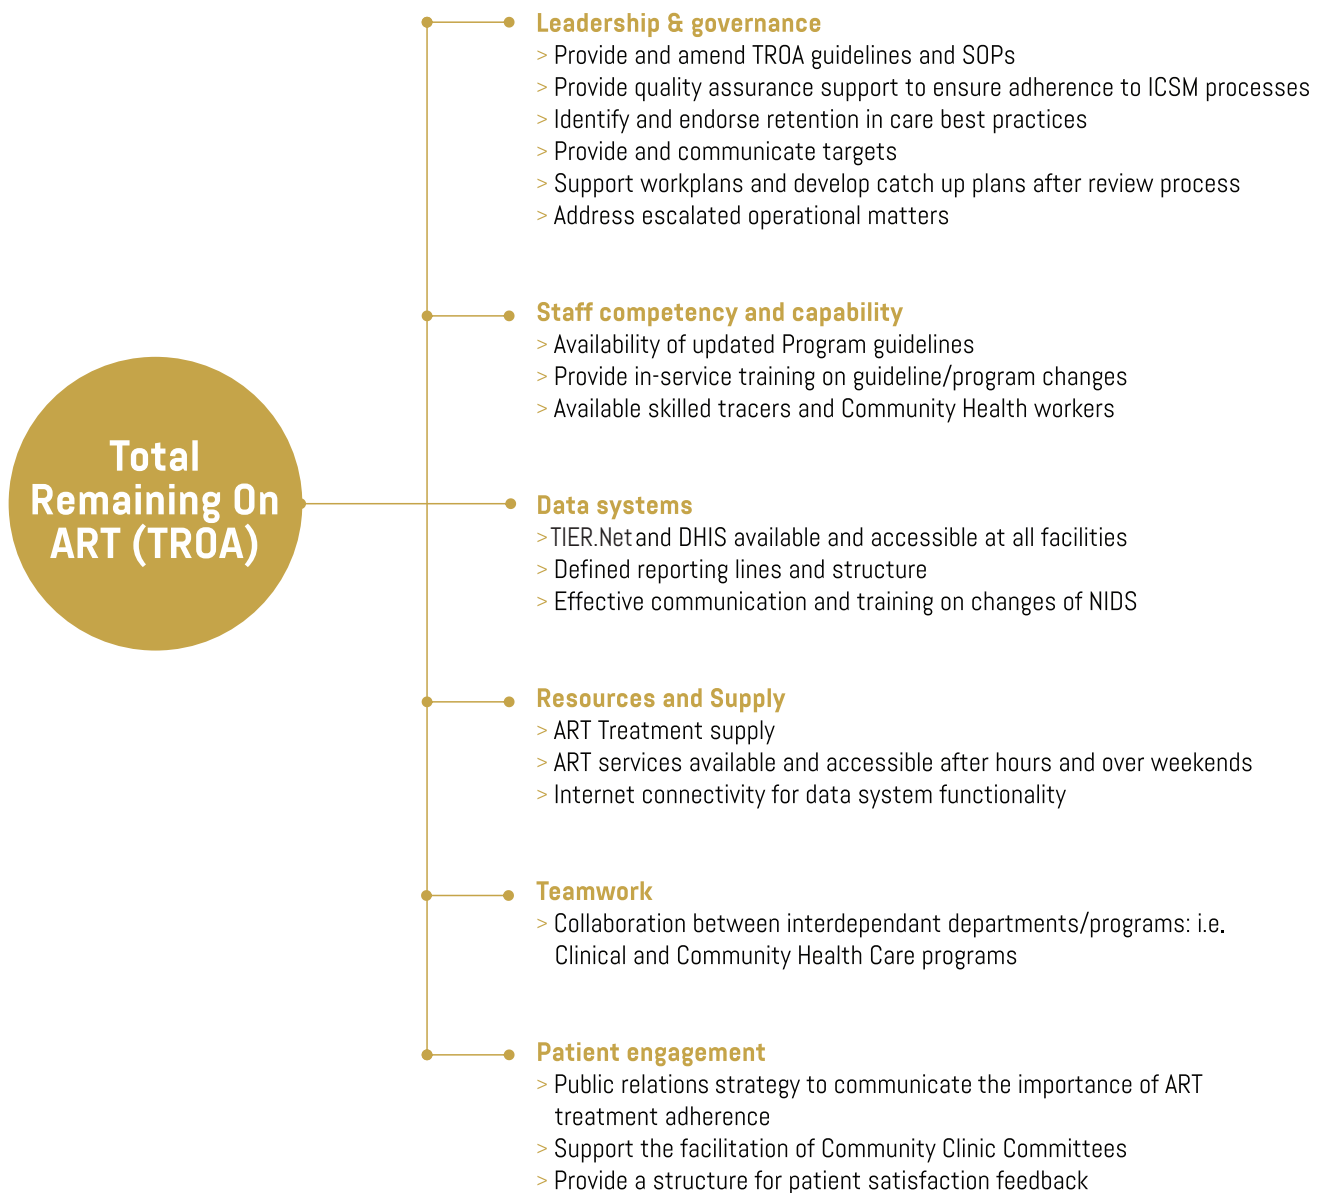 Total
Remaining On
ART (TROA)
Leadership & governance
> Provide and amend TROA guidelines and SOPs
> Provide quality assurance support to ensure adherence to ICSM processes
> Identify and endorse retention in care best practices
> Provide and communicate targets
> Support workplans and develop catch up plans after review process
> Address escalated operational matters
Staff competency and capability
> Availability of updated Program guidelines
> Provide in-service training on guideline/program changes
> Available skilled tracers and Community Health workers
Data systems
>TIER.Net and DHIS available and accessible at all facilities
> Defined reporting lines and structure
> Effective communication and training on changes of NIDS
Resources and Supply
> ART Treatment supply
> ART services available and accessible after hours and over weekends
> Internet connectivity for data system functionality
Teamwork
> Collaboration between interdependant departments/programs: i.e.
Clinical and Community Health Care programs
Patient engagement
> Public relations strategy to communicate the importance of ART
treatment adherence
> Support the facilitation of Community Clinic Committees
> Provide a structure for patient satisfaction feedback